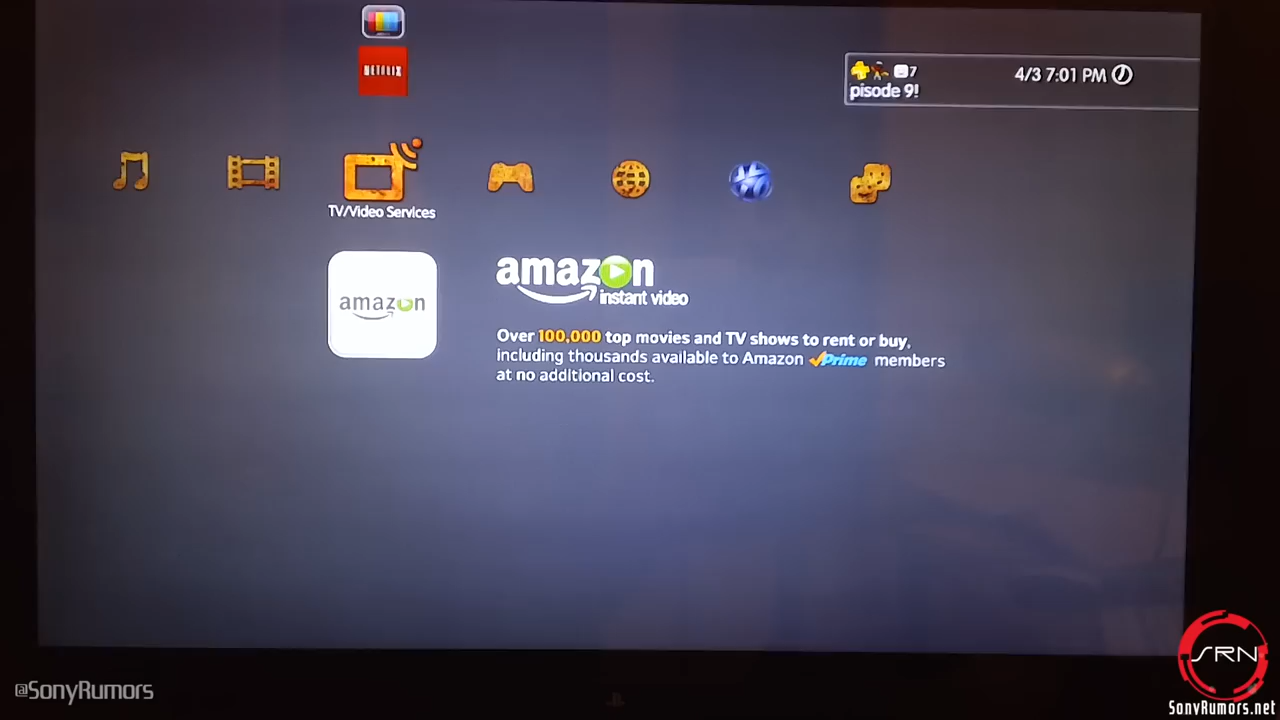 NETFLIX
7
4/3 7:01 PM
pisode 9!
TV/Video Services
amazon
amazon
instant video
Over 100,000 top movies and TV shows to rent or buy,
including thousands available to Amazon Prime members
at no additional cost.
@SonyRumors
SRN
SonyRumors.net